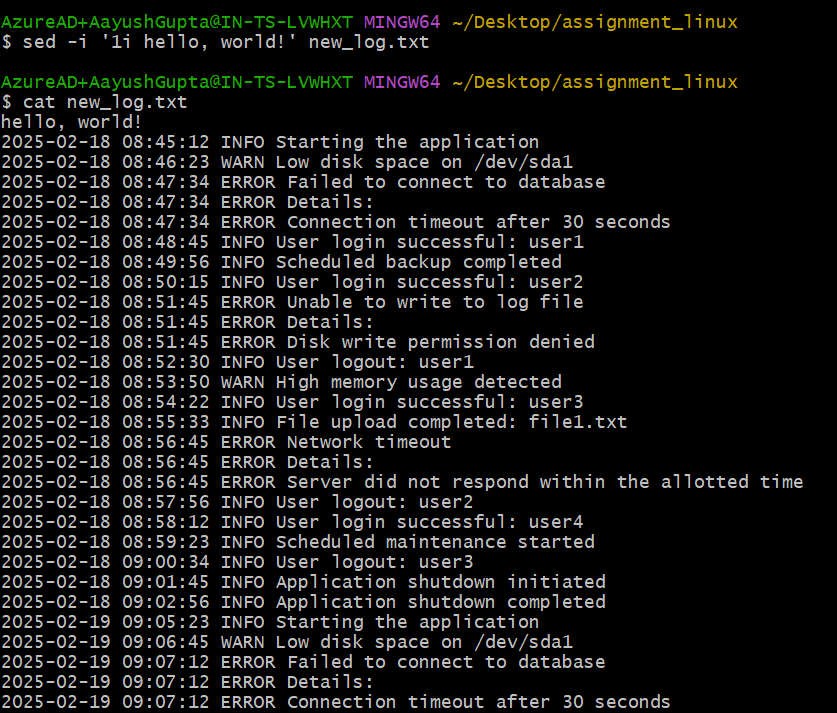 AzureAD+AayushGupta@IN-TS-LVWHXT MINGW64 ~/Desktop/assignment_linux
$ sed -i '1i hello, world!' new_log.txt
AzureAD+AayushGupta@IN-TS-LVWHXT MINGW64 ~/Desktop/assignment_linux
$ cat new_log.txt
hello, world!
2025-02-18 08:45:12 INFO Starting the application
2025-02-18 08:46:23 WARN Low disk space on /dev/sda1
2025-02-18 08:47:34 ERROR Failed to connect to database
2025-02-18 08:47:34 ERROR Details:
2025-02-18 08:47:34 ERROR Connection timeout after 30 seconds
2025-02-18 08:48:45 INFO User login successful: user1
2025-02-18 08:49:56 INFO Scheduled backup completed
2025-02-18 08:50:15 INFO User login successful: user2
2025-02-18 08:51:45 ERROR Unable to write to log file
2025-02-18 08:51:45 ERROR Details:
2025-02-18 08:51:45 ERROR Disk write permission denied
2025-02-18 08:52:30 INFO User logout: user1
2025-02-18 08:53:50 WARN High memory usage detected
2025-02-18 08:54:22 INFO User login successful: user3
2025-02-18 08:55:33 INFO File upload completed: file1.txt
2025-02-18 08:56:45 ERROR Network timeout
2025-02-18 08:56:45 ERROR Details:
2025-02-18 08:56:45 ERROR Server did not respond within the allotted time
2025-02-18 08:57:56 INFO User logout: user2
2025-02-18 08:58:12 INFO User login successful: user4
2025-02-18 08:59:23 INFO Scheduled maintenance started
2025-02-18 09:00:34 INFO User logout: user3
2025-02-18 09:01:45 INFO Application shutdown initiated
2025-02-18 09:02:56 INFO Application shutdown completed
2025-02-19 09:05:23 INFO Starting the application
2025-02-19 09:06:45 WARN Low disk space on /dev/sda1
2025-02-19 09:07:12 ERROR Failed to connect to database
2025-02-19 09:07:12 ERROR Details:
2025-02-19 09:07:12 ERROR Connection timeout after 30 seconds